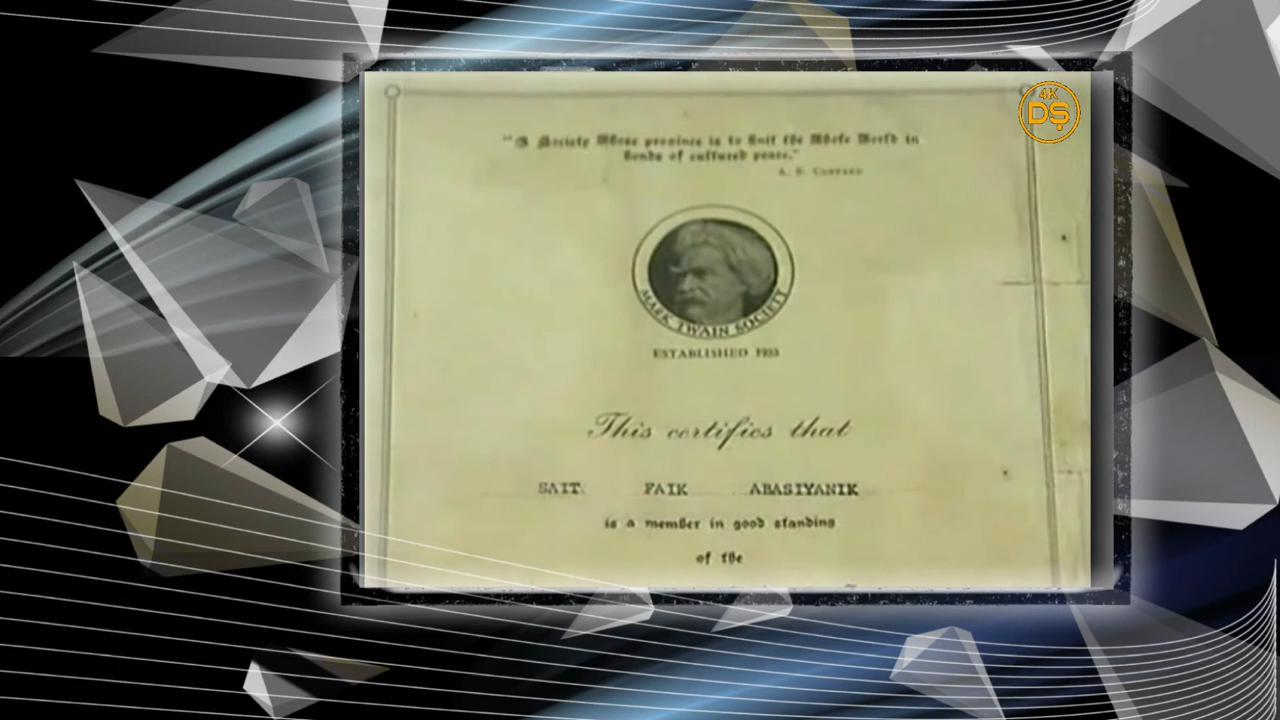 4K
DŞ
"A Society Whose province is to knit the Whole World in
bonds of cultured peace."
MARK TWAIN SOCIETY
ESTABLISHED 1923
This certifies that
SAIT FAIK ABASIYANIK
is a member in good standing
of the